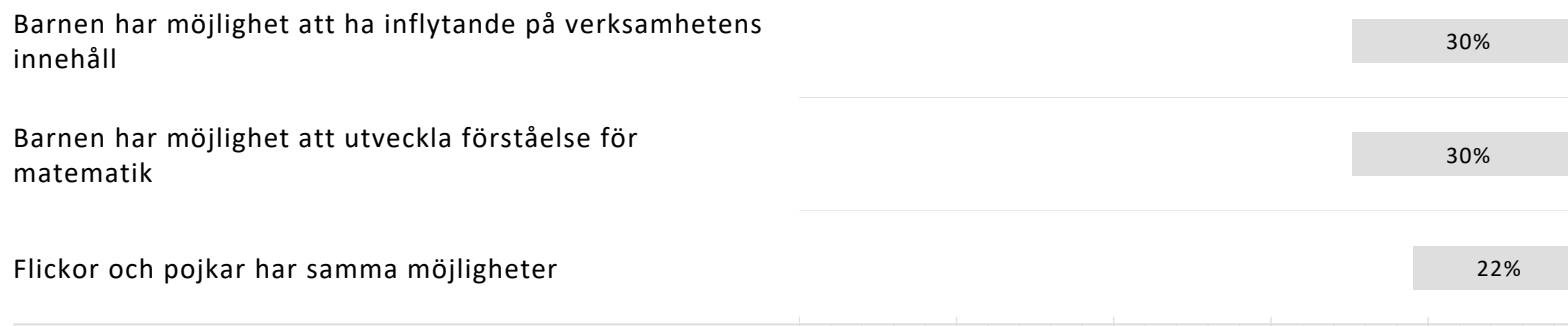 Barnen har möjlighet att ha inflytande på verksamhetens
innehåll
30%
Barnen har möjlighet att utveckla förståelse för
matematik
30%
Flickor och pojkar har samma möjligheter
22%